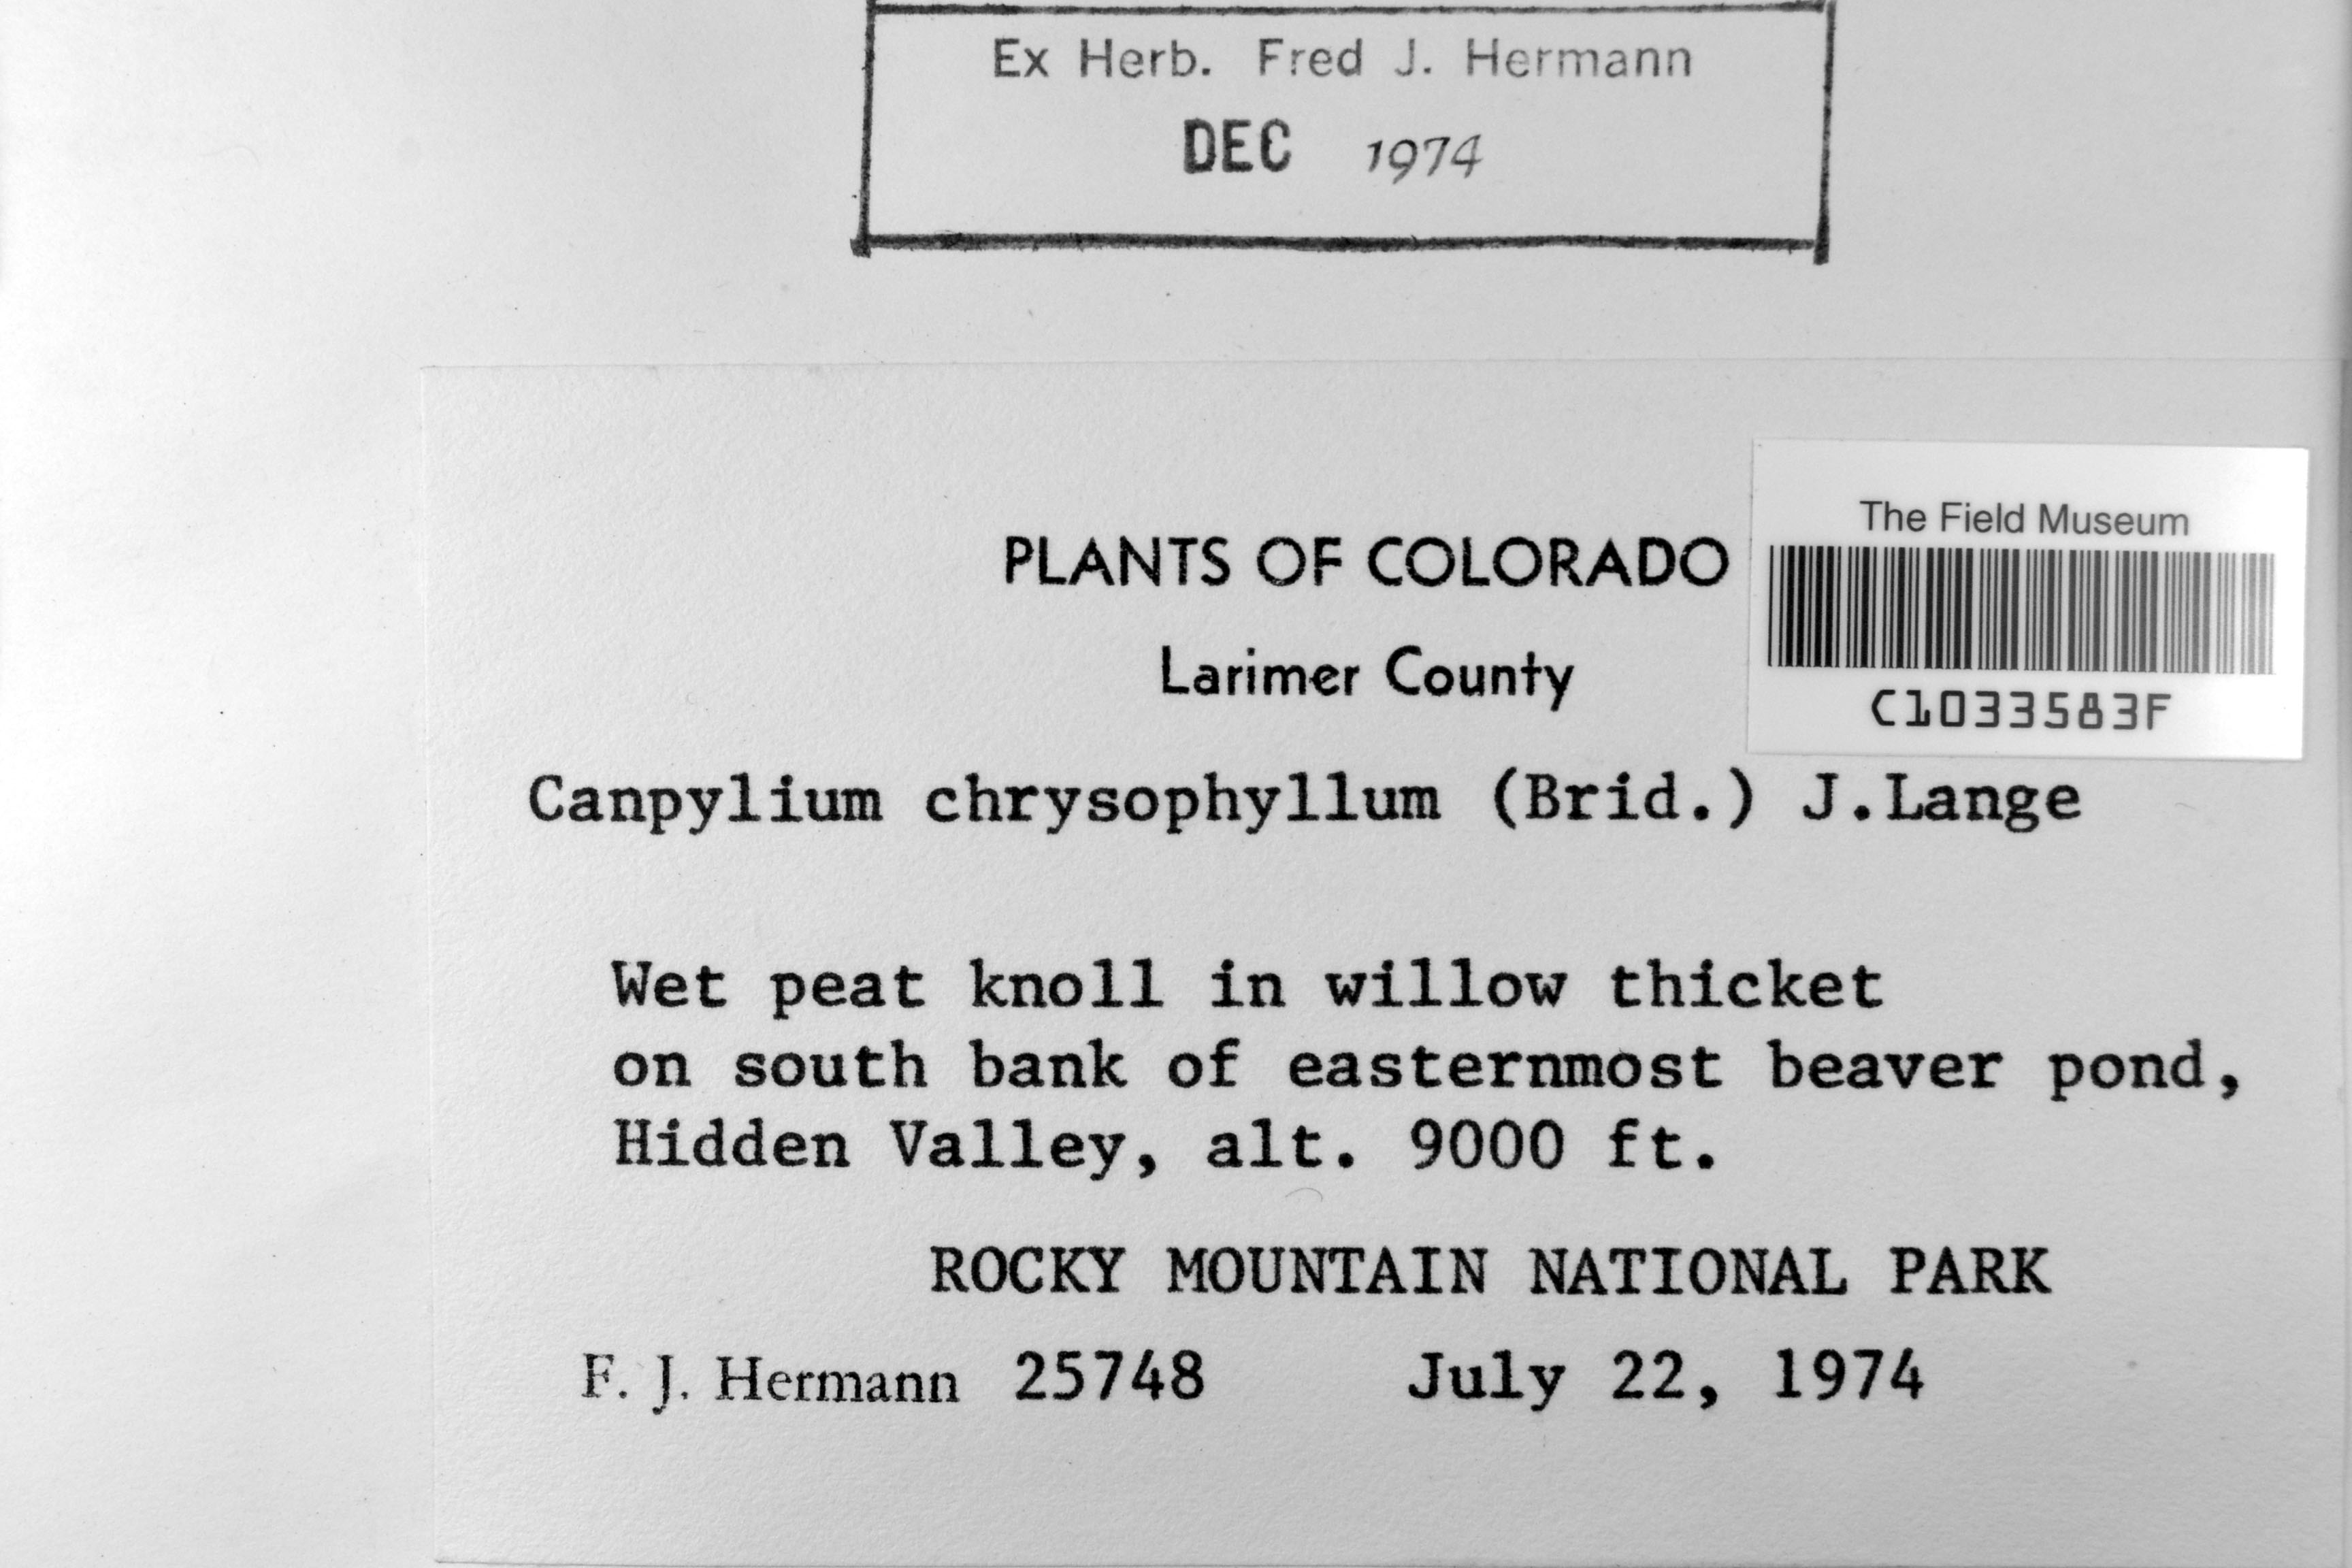 Ex Herb. Fred J. Hermann
DEC 1974
PLANTS OF COLORADO
Larimer County
The Field Museum
C1033583F
Canpylium chrysophyllum (Brid.) J.Lange
Wet peat knoll in willow thicket
on south bank of easternmost beaver pond,
Hidden Valley, alt. 9000 ft.
ROCKY MOUNTAIN NATIONAL PARK
F. J. Hermann 25748 July 22, 1974